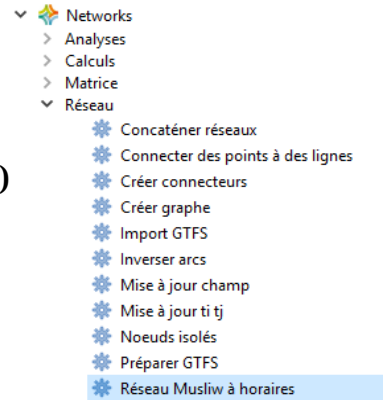 Networks
Analyses
Calculs
Matrice
Réseau
)
Concaténer réseaux
Connecter des points à des lignes
Créer connecteurs
Créer graphe
Import GTFS
Inverser arcs
Mise à jour champ
Mise à jour ti tj
Noeuds isolés
Préparer GTFS
Réseau Musliw à horaires